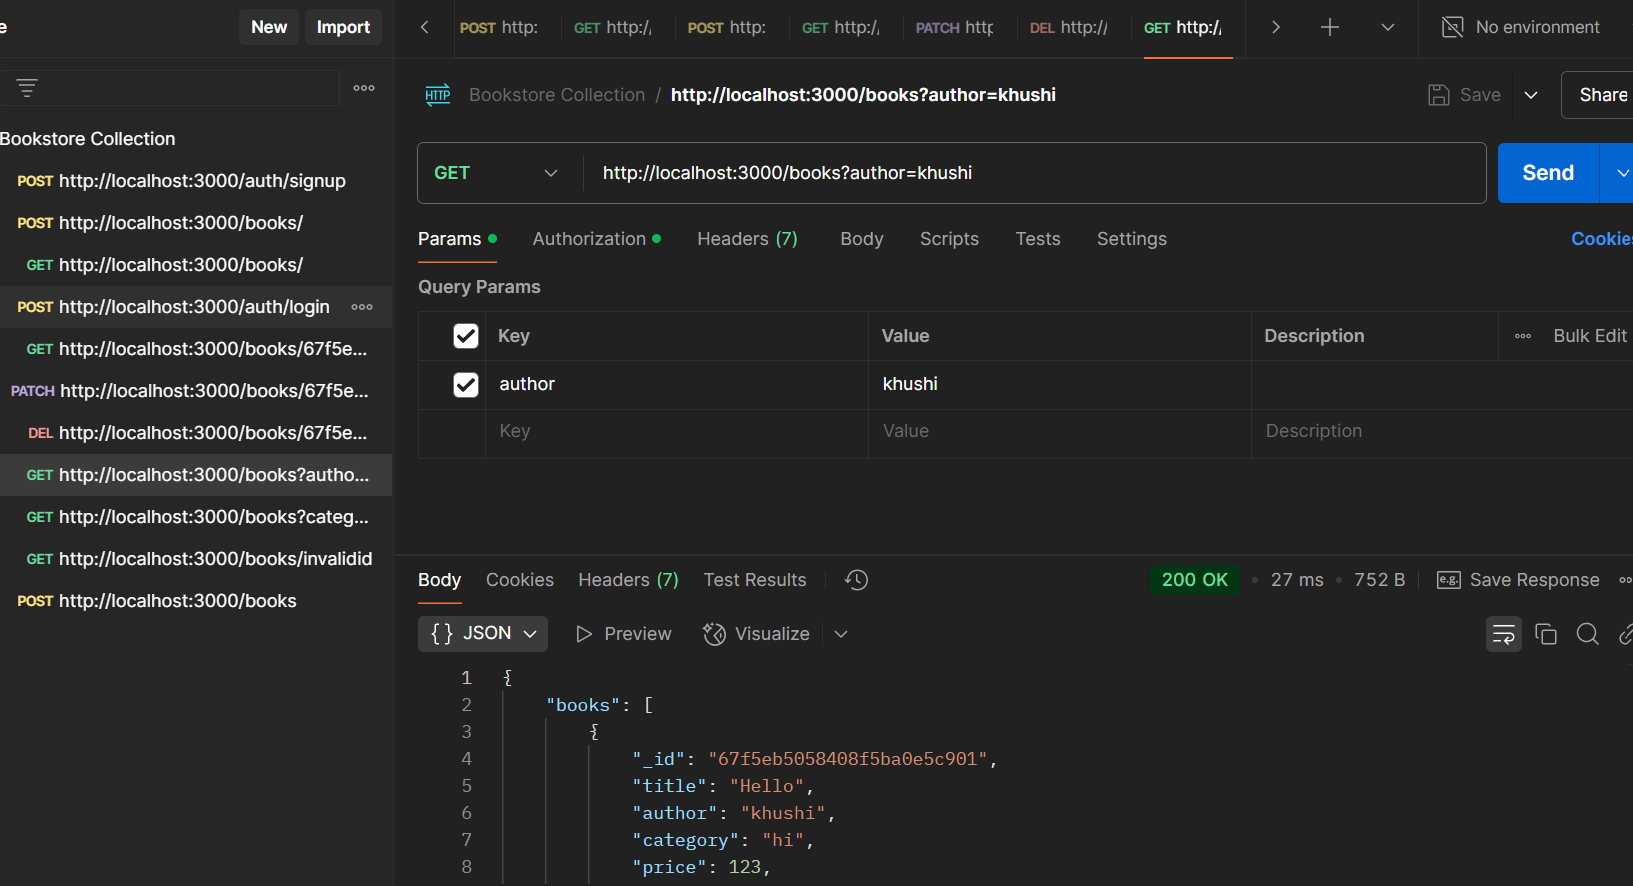 e New Import
POST http: GET http:/, POST http: GET http:/, PATCH http DEL http:// GET http:/, No environment
HTTP Bookstore Collection / http://localhost:3000/books?author=khushi Save Share
Bookstore Collection
POST http://localhost:3000/auth/signup
POST http://localhost:3000/books/
GET http://localhost:3000/books/
POST http://localhost:3000/auth/login
GET http://localhost:3000/books/67f5e...
PATCH http://localhost:3000/books/67f5e...
DEL http://localhost:3000/books/67f5e...
GET http://localhost:3000/books?autho...
GET http://localhost:3000/books?categ...
GET http://localhost:3000/books/invalidid
POST http://localhost:3000/books
GET http://localhost:3000/books?author=khushi Send
Params Authorization Headers (7) Body Scripts Tests Settings Cookies
Query Params
Key Value Description Bulk Edit
author khushi
Key Value Description
Body Cookies Headers (7) Test Results 200 OK • 27 ms • 752 B e.g. Save Response
{} JSON Preview Visualize
1 {
2 "books": [
3 {
4 "_id": "67f5eb5058408f5ba0e5c901",
5 "title": "Hello",
6 "author": "khushi",
7 "category": "hi",
8 "price": 123,